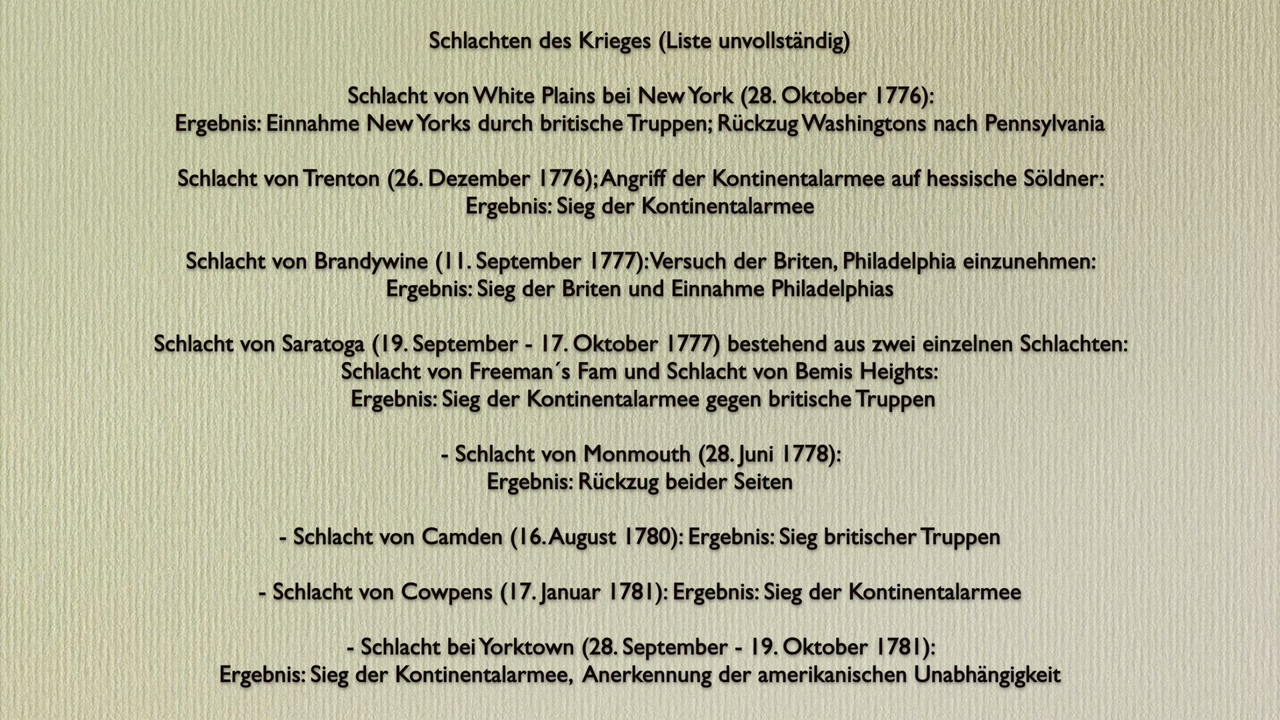 Schlachten des Krieges (Liste unvollständig)
Schlacht von White Plains bei New York (28. Oktober 1776):
Ergebnis: Einnahme New Yorks durch britische Truppen; Rückzug Washingtons nach Pennsylvania
Schlacht von Trenton (26. Dezember 1776); Angriff der Kontinentalarmee auf hessische Söldner:
Ergebnis: Sieg der Kontinentalarmee
Schlacht von Brandywine (11. September 1777): Versuch der Briten, Philadelphia einzunehmen:
Ergebnis: Sieg der Briten und Einnahme Philadelphias
Schlacht von Saratoga (19. September - 17. Oktober 1777) bestehend aus zwei einzelnen Schlachten:
Schlacht von Freeman´s Fam und Schlacht von Bemis Heights:
Ergebnis: Sieg der Kontinentalarmee gegen britische Truppen
- Schlacht von Monmouth (28. Juni 1778):
Ergebnis: Rückzug beider Seiten
- Schlacht von Camden (16. August 1780): Ergebnis: Sieg britischer Truppen
- Schlacht von Cowpens (17. Januar 1781): Ergebnis: Sieg der Kontinentalarmee
- Schlacht bei Yorktown (28. September - 19. Oktober 1781):
Ergebnis: Sieg der Kontinentalarmee, Anerkennung der amerikanischen Unabhängigkeit